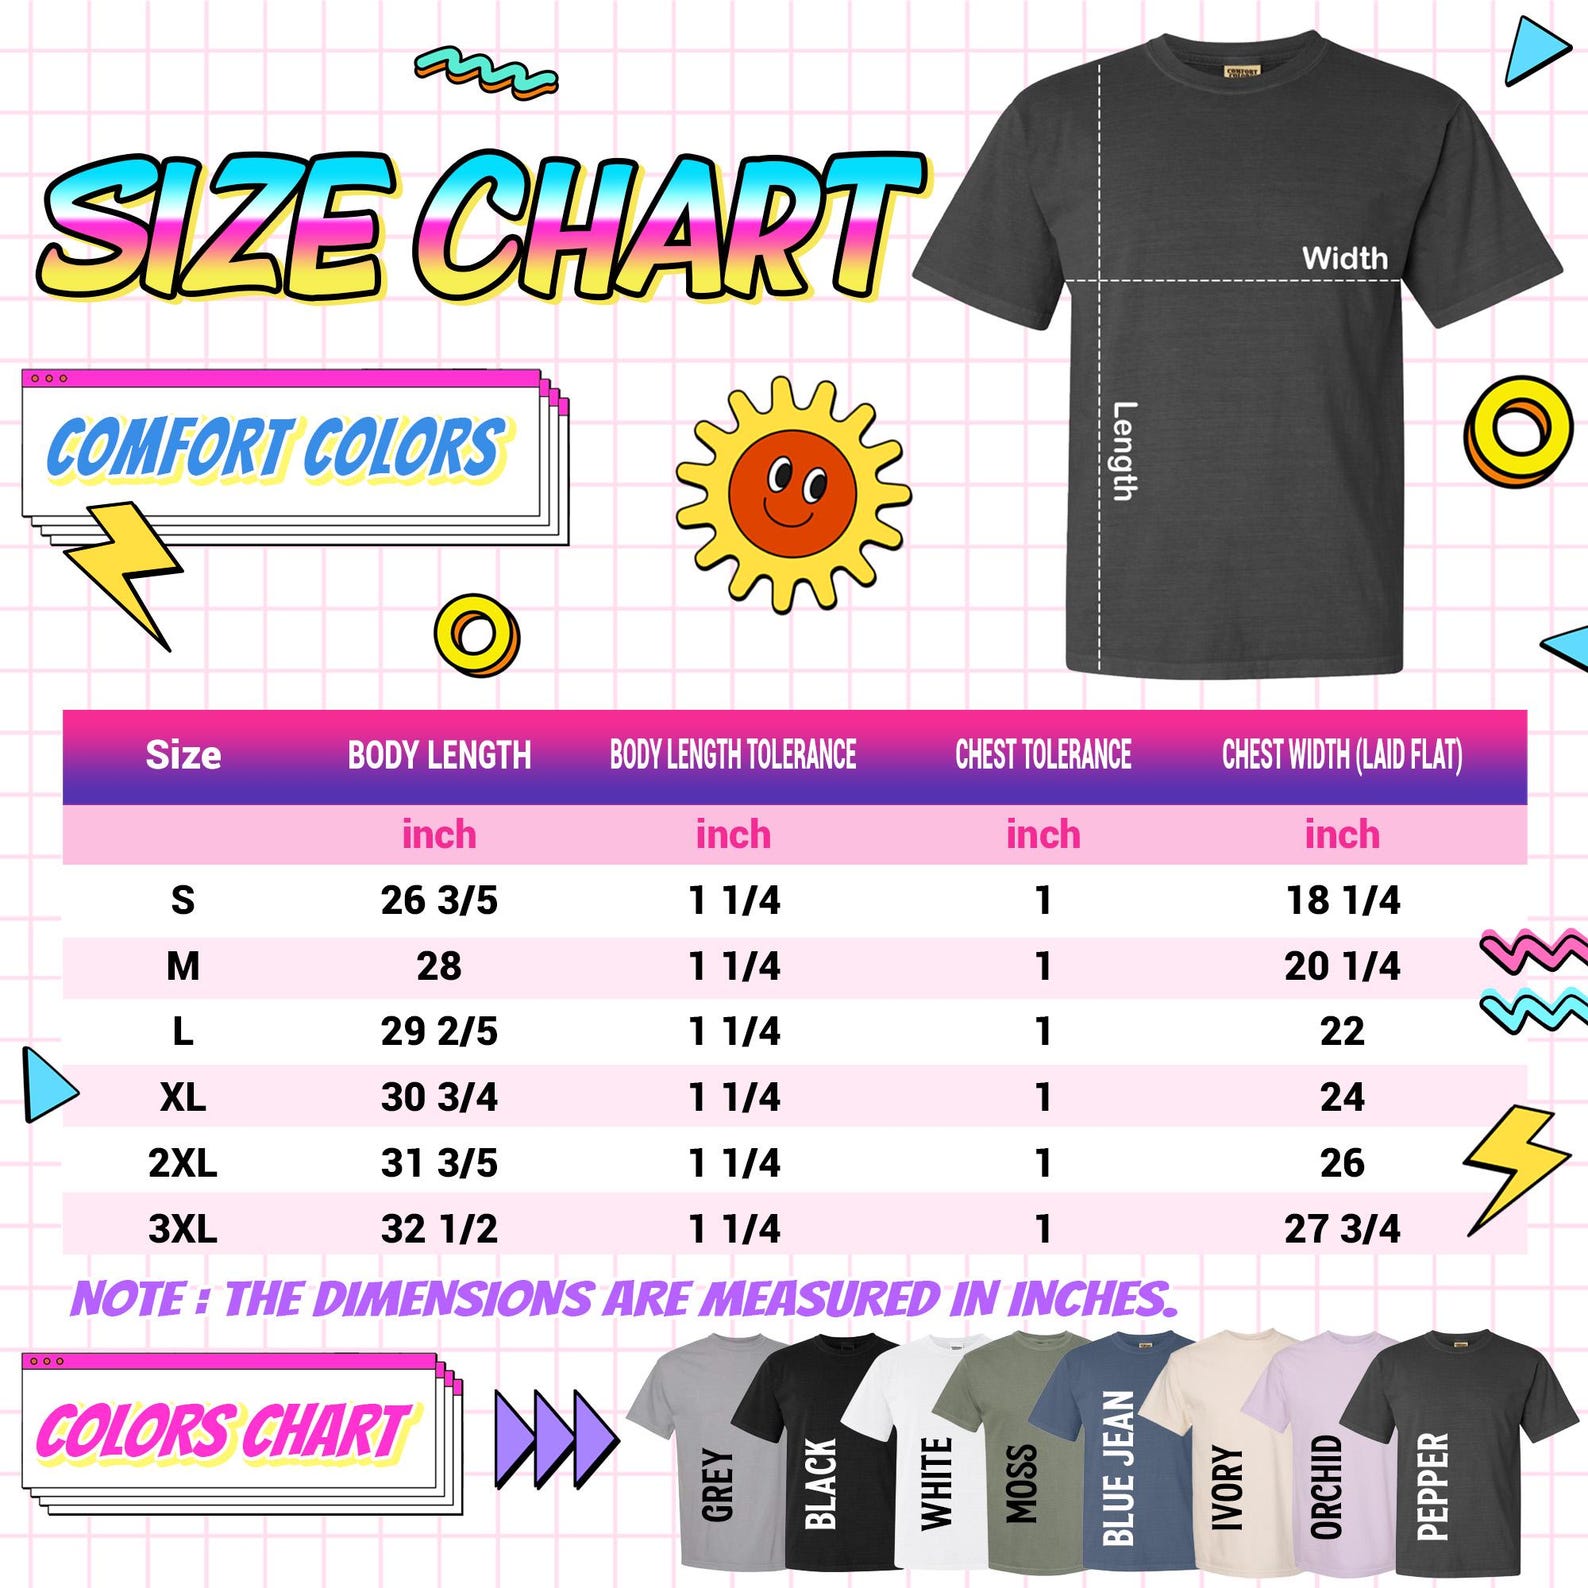 COMFORT
COLORS
SIZE CHART
Width
COMFORT COLORS
Length
Size BODY LENGTH BODY LENGTH TOLERANCE CHEST TOLERANCE CHEST WIDTH (LAID FLAT)
inch inch inch inch
S 26 3/5 1 1/4 1 18 1/4
M 28 1 1/4 1 20 1/4
L 29 2/5 1 1/4 1 22
XL 30 3/4 1 1/4 1 24
2XL 31 3/5 1 1/4 1 26
3XL 32 1/2 1 1/4 1 27 3/4
NOTE : THE DIMENSIONS ARE MEASURED IN INCHES.
COLORS CHART
GREY
BLACK
WHITE
MOSS
BLUE JEAN
IVORY
ORCHID
PEPPER